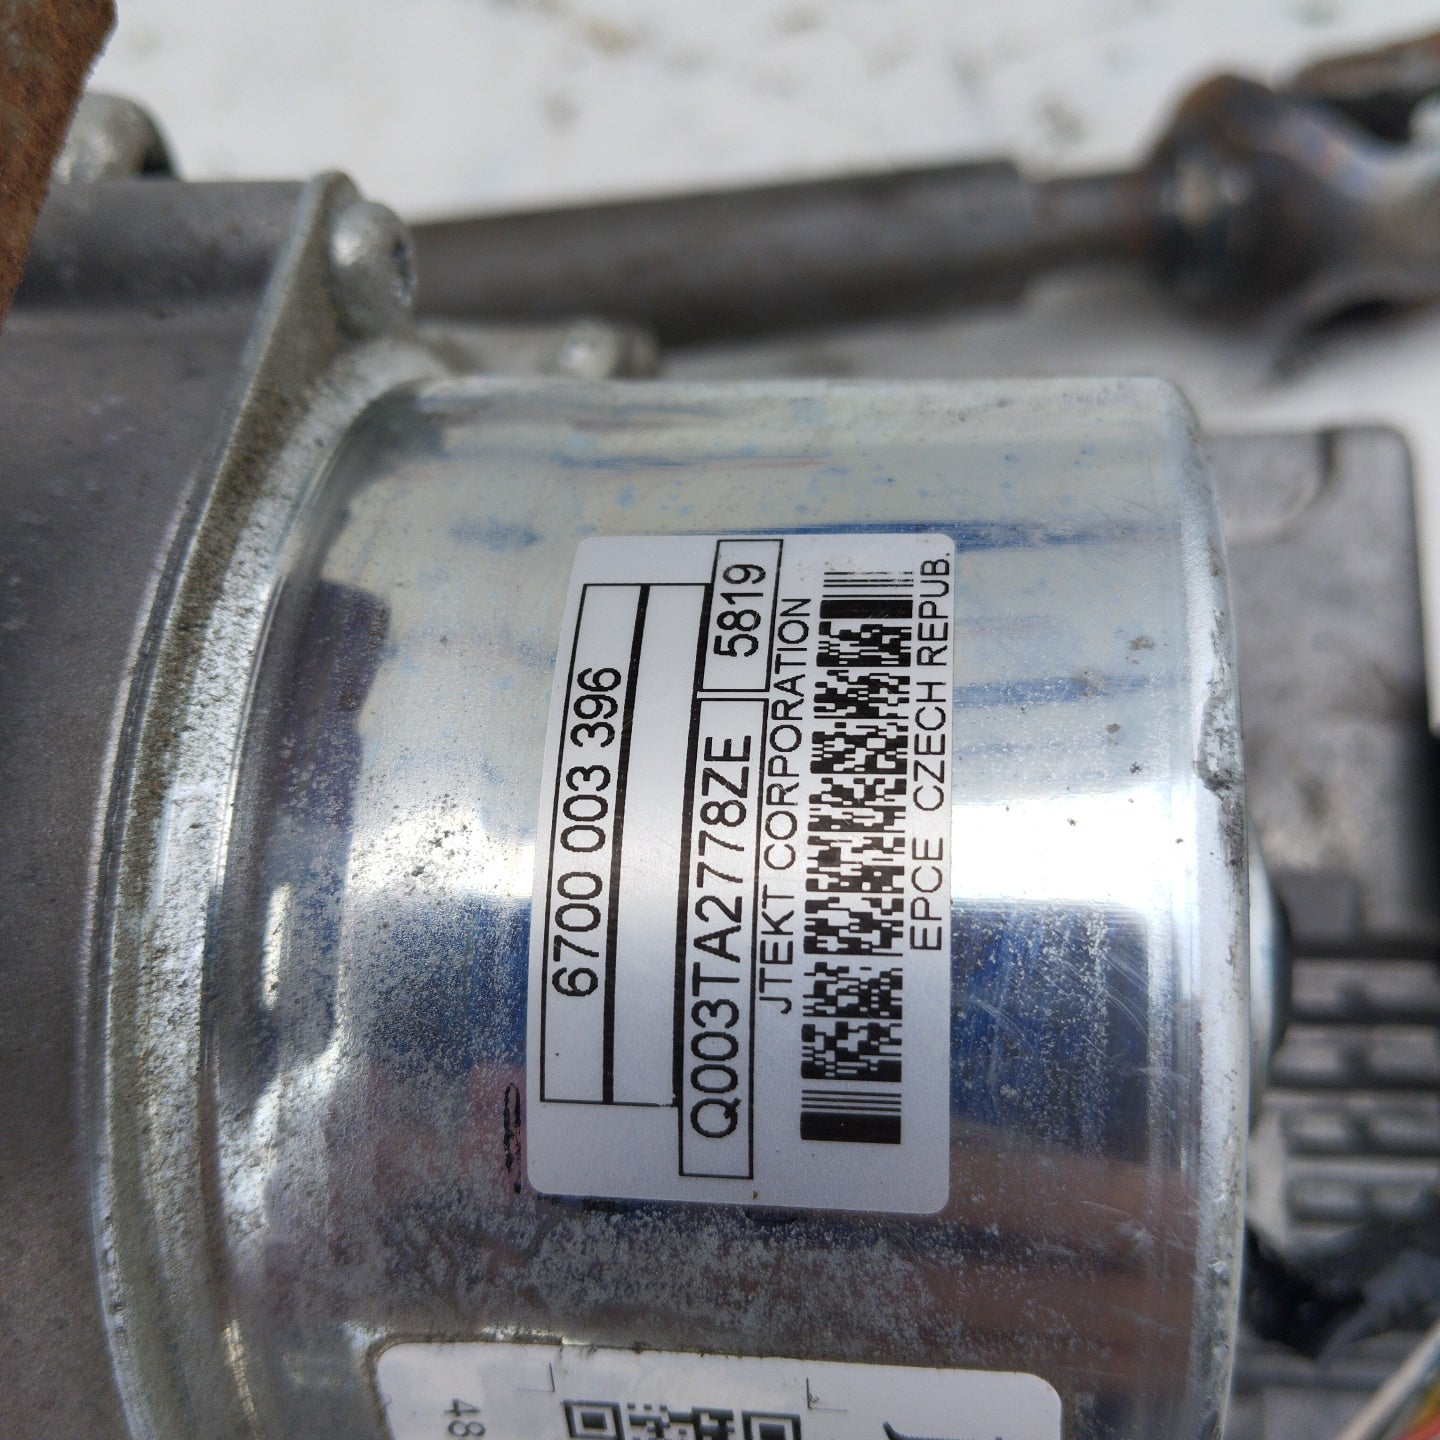 6700 003 396
Q003TA2778ZE 5819
JTEKT CORPORATION
EPCE CZECH REPUB.
48